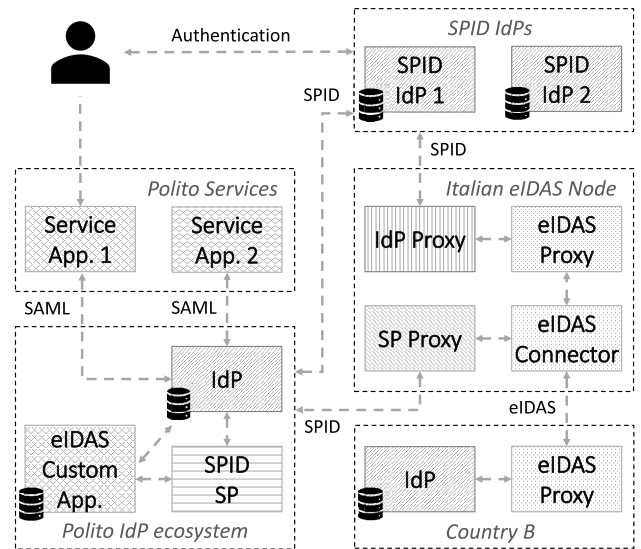 Authentication
SPID IdPs
SPID
IdP 1
SPID
IdP 2
SPID
SPID
Polito Services
Service
App. 1
Service
App. 2
Italian eIDAS Node
IdP Proxy
eIDAS
Proxy
SAML
SAML
SP Proxy
eIDAS
Connector
IdP
eIDAS
SPID
eIDAS
Custom
App.
SPID
SP
Polito IdP ecosystem
IdP
eIDAS
Proxy
Country B